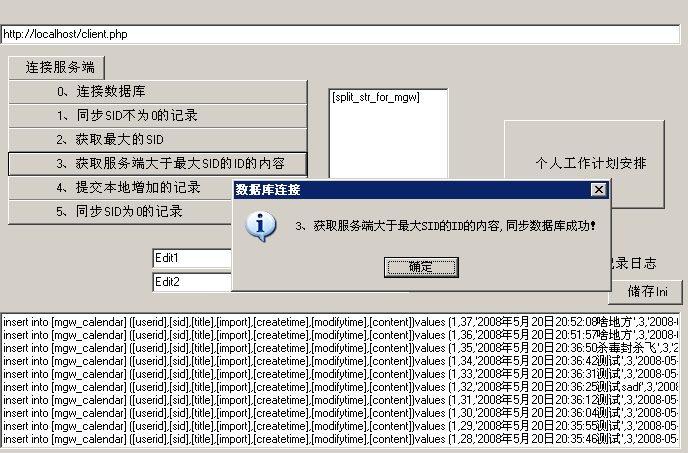 http://localhost/client.php
连接服务端
0、连接数据库
1、同步SID不为0的记录
2、获取最大的SID
3、获取服务端大于最大SID的ID的内容
4、提交本地增加的记录
5、同步SID为0的记录
[split_str_for_mgw]
个人工作计划安排
数据库连接
3、获取服务端大于最大SID的ID的内容,同步数据库成功!
确定
Edit1
Edit2
录日志
储存Ini
insert into [mgw_calendar] ([userid],[sid],[title],[import],[createtime],[modifytime],[content])values (1,37,'2008年5月20日20:52:08啥地方',3,'2008-
insert into [mgw_calendar] ([userid],[sid],[title],[import],[createtime],[modifytime],[content])values (1,36,'2008年5月20日20:51:57啥地方',3,'2008-
insert into [mgw_calendar] ([userid],[sid],[title],[import],[createtime],[modifytime],[content])values (1,35,'2008年5月20日20:36:50杀毒封杀飞',3,'2
insert into [mgw_calendar] ([userid],[sid],[title],[import],[createtime],[modifytime],[content])values (1,34,'2008年5月20日20:36:42测试',3,'2008-05-
insert into [mgw_calendar] ([userid],[sid],[title],[import],[createtime],[modifytime],[content])values (1,33,'2008年5月20日20:36:31测试',3,'2008-05-
insert into [mgw_calendar] ([userid],[sid],[title],[import],[createtime],[modifytime],[content])values (1,32,'2008年5月20日20:36:25测试sadf',3,'2008
insert into [mgw_calendar] ([userid],[sid],[title],[import],[createtime],[modifytime],[content])values (1,31,'2008年5月20日20:36:12测试',3,'2008-05-
insert into [mgw_calendar] ([userid],[sid],[title],[import],[createtime],[modifytime],[content])values (1,30,'2008年5月20日20:36:04测试',3,'2008-05-
insert into [mgw_calendar] ([userid],[sid],[title],[import],[createtime],[modifytime],[content])values (1,29,'2008年5月20日20:35:55测试',3,'2008-05-
insert into [mgw_calendar] ([userid],[sid],[title],[import],[createtime],[modifytime],[content])values (1,28,'2008年5月20日20:35:46测试',3,'2008-05-